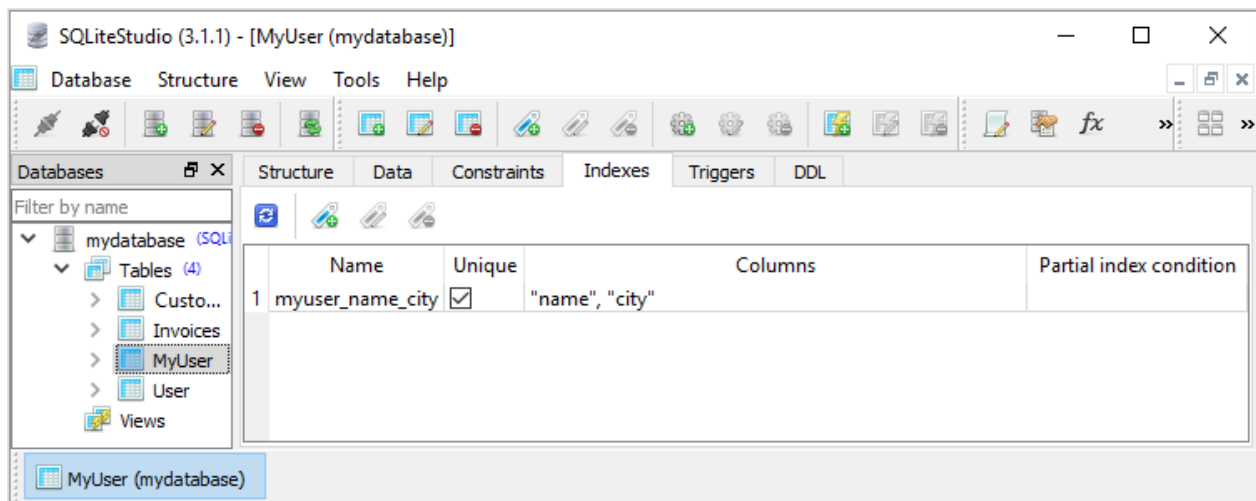 SQLiteStudio (3.1.1) - [MyUser (mydatabase)]
Database Structure View Tools Help
fx
Databases
Structure Data Constraints Indexes Triggers DDL
Filter by name
mydatabase (SQLi
Tables (4)
Custo...
Invoices
MyUser
User
Views
Name Unique Columns Partial index condition
1 myuser_name_city "name", "city"
MyUser (mydatabase)